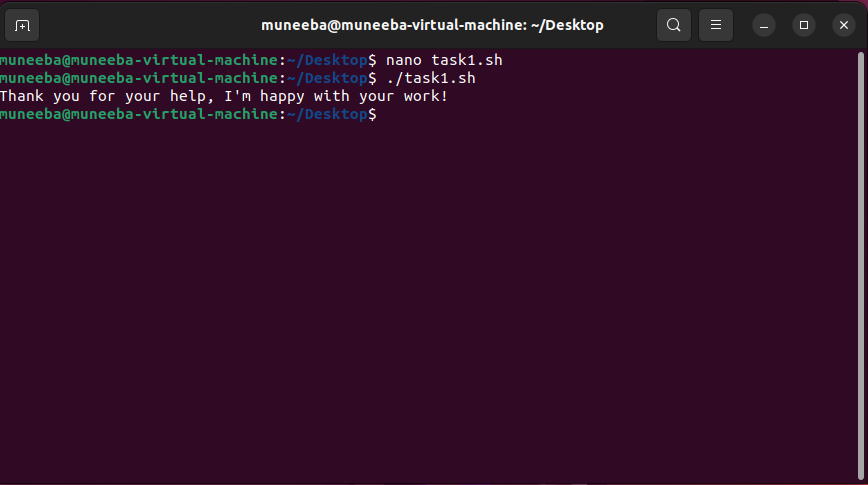 muneeba@muneeba-virtual-machine: ~/Desktop
muneeba@muneeba-virtual-machine:~/Desktop$ nano task1.sh
muneeba@muneeba-virtual-machine:~/Desktop$ ./task1.sh
Thank you for your help, I'm happy with your work!
muneeba@muneeba-virtual-machine:~/Desktop$